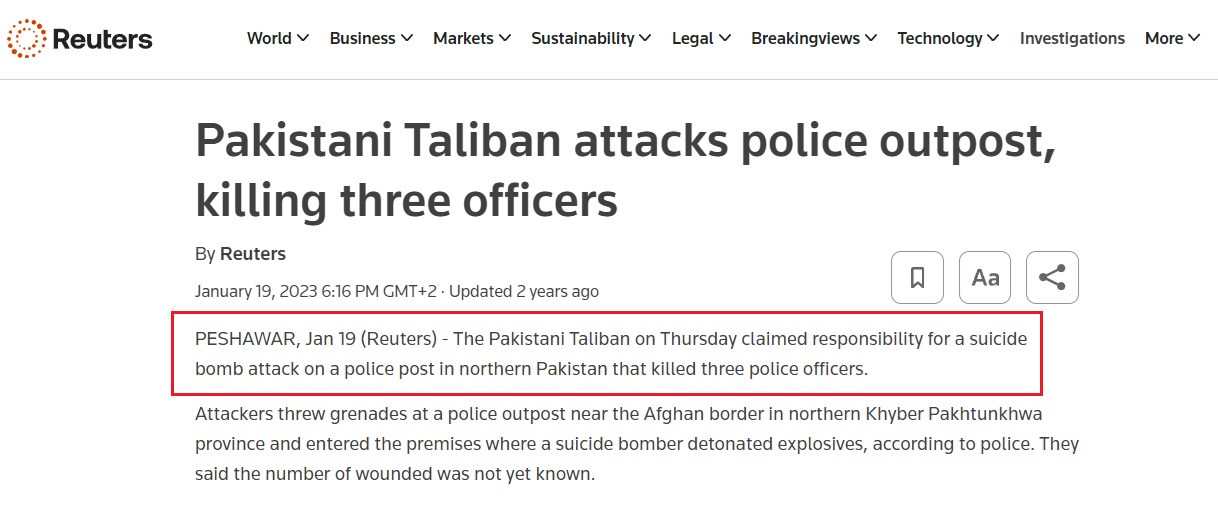 Reuters
World Business Markets Sustainability Legal Breakingviews Technology Investigations More
Pakistani Taliban attacks police outpost,
killing three officers
By Reuters
January 19, 2023 6:16 PM GMT+2 · Updated 2 years ago
Aa
PESHAWAR, Jan 19 (Reuters) - The Pakistani Taliban on Thursday claimed responsibility for a suicide
bomb attack on a police post in northern Pakistan that killed three police officers.
Attackers threw grenades at a police outpost near the Afghan border in northern Khyber Pakhtunkhwa
province and entered the premises where a suicide bomber detonated explosives, according to police. They
said the number of wounded was not yet known.